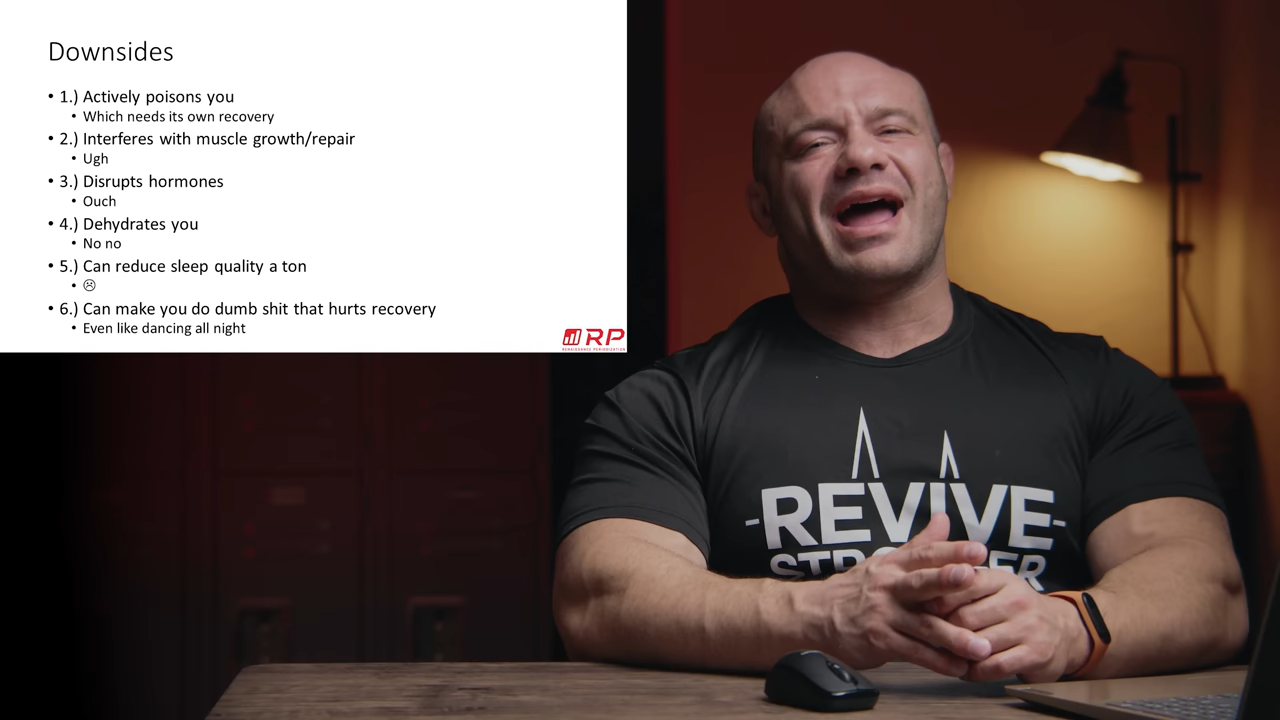 Downsides
• 1.) Actively poisons you
• Which needs its own recovery
• 2.) Interferes with muscle growth/repair
• Ugh
• 3.) Disrupts hormones
• Ouch
• 4.) Dehydrates you
• No no
• 5.) Can reduce sleep quality a ton
• ☹
• 6.) Can make you do dumb shit that hurts recovery
• Even like dancing all night
RP
RENAISSANCE PERIODIZATION
-REVIVE-